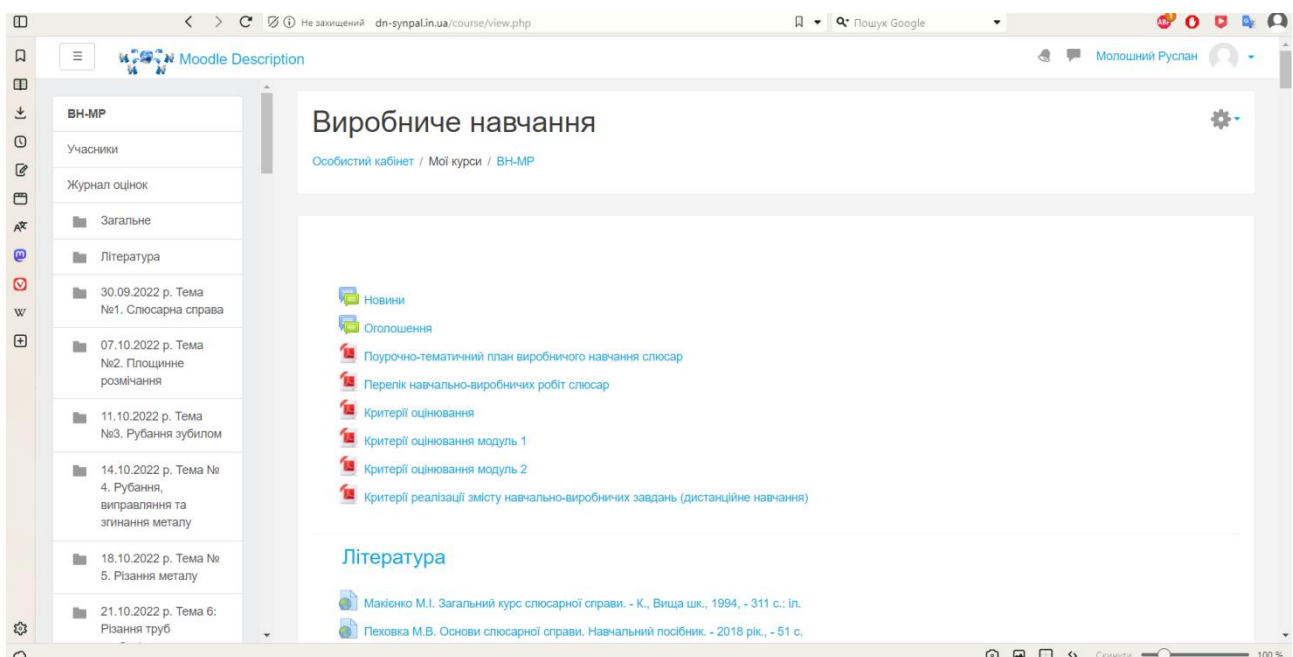 Не захищений dn-synpal.in.ua/course/view.php
Пошук Google
Moodle Description
Молошний Руслан
ВН-МР
Учасники
Журнал оцінок
Загальне
Література
30.09.2022 р. Тема
№1. Слюсарна справа
07.10.2022 р. Тема
№2. Площинне
розмічання
11.10.2022 р. Тема
№3. Рубання зубилом
14.10.2022 р. Тема №
4. Рубання,
виправляння та
згинання металу
18.10.2022 р. Тема №
5. Різання металу
21.10.2022 р. Тема 6:
Різання труб
Виробниче навчання
Особистий кабінет / Мої курси / ВН-МР
Новини
Оголошення
Поурочно-тематичний план виробничого навчання слюсар
Перелік навчально-виробничих робіт слюсар
Критерії оцінювання
Критерії оцінювання модуль 1
Критерії оцінювання модуль 2
Критерії реалізації змісту навчально-виробничих завдань (дистанційне навчання)
Література
Макієнко М.І. Загальний курс слюсарної справи. - К., Вища шк., 1994, - 311 с.: іл.
Пеховка М.В. Основи слюсарної справи. Навчальний посібник. - 2018 рік., - 51 с.
Скинути
100 %